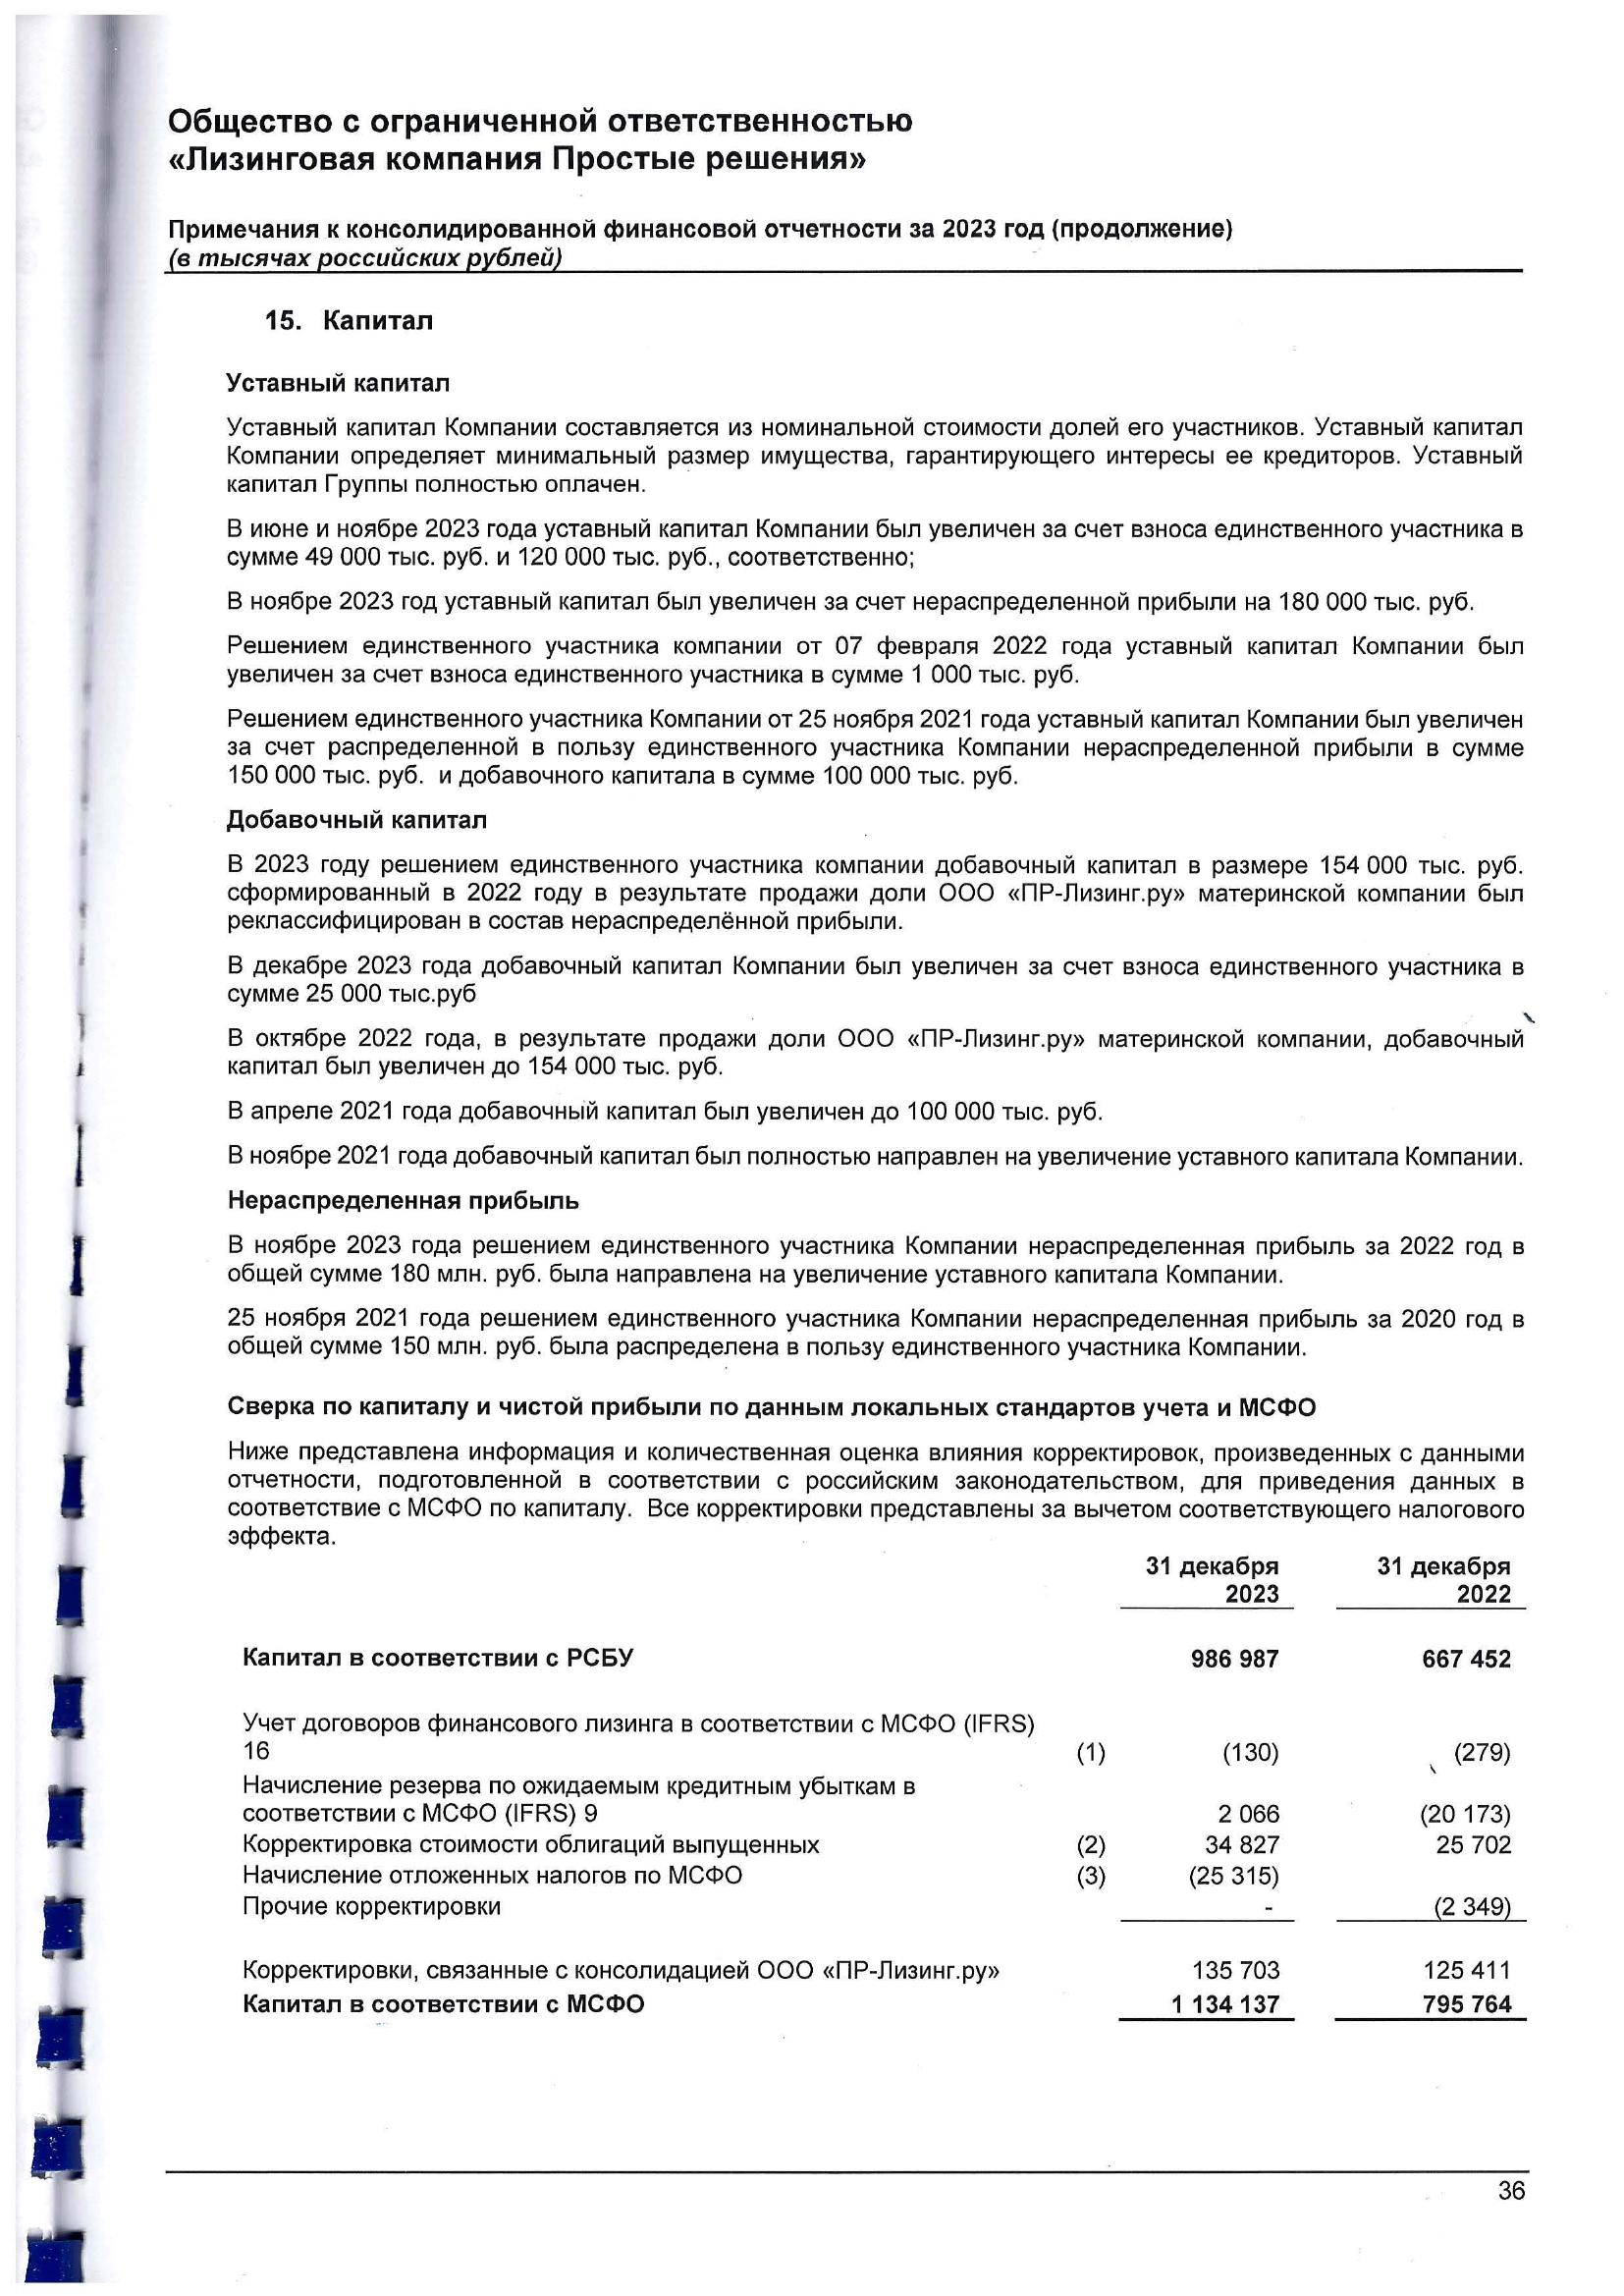 Общество с ограниченной ответственностью
«Лизинговая компания Простые решения»
Примечания к консолидированной финансовой отчетности за 2023 год (продолжение)
(в тысячах российских рублей)
15. Капитал
Уставный капитал
Уставный капитал Компании составляется из номинальной стоимости долей его участников. Уставный капитал
Компании определяет минимальный размер имущества, гарантирующего интересы ее кредиторов. Уставный
капитал Группы полностью оплачен.
В июне и ноябре 2023 года уставный капитал Компании был увеличен за счет взноса единственного участника в
сумме 49 000 тыс. руб. и 120 000 тыс. руб., соответственно;
В ноябре 2023 год уставный капитал был увеличен за счет нераспределенной прибыли на 180 000 тыс. руб.
Решением единственного участника компании от 07 февраля 2022 года уставный капитал Компании был
увеличен за счет взноса единственного участника в сумме 1 000 тыс. руб.
Решением единственного участника Компании от 25 ноября 2021 года уставный капитал Компании был увеличен
за счет распределенной в пользу единственного участника Компании нераспределенной прибыли в сумме
150 000 тыс. руб. и добавочного капитала в сумме 100 000 тыс. руб.
Добавочный капитал
В 2023 году решением единственного участника компании добавочный капитал в размере 154 000 тыс. руб.
сформированный в 2022 году в результате продажи доли ООО «ПР-Лизинг.ру» материнской компании был
реклассифицирован в состав нераспределённой прибыли.
В декабре 2023 года добавочный капитал Компании был увеличен за счет взноса единственного участника в
сумме 25 000 тыс.руб
В октябре 2022 года, в результате продажи доли ООО «ПР-Лизинг.ру» материнской компании, добавочный
капитал был увеличен до 154 000 тыс. руб.
В апреле 2021 года добавочный капитал был увеличен до 100 000 тыс. руб.
В ноябре 2021 года добавочный капитал был полностью направлен на увеличение уставного капитала Компании.
Нераспределенная прибыль
В ноябре 2023 года решением единственного участника Компании нераспределенная прибыль за 2022 год в
общей сумме 180 млн. руб. была направлена на увеличение уставного капитала Компании.
25 ноября 2021 года решением единственного участника Компании нераспределенная прибыль за 2020 год в
общей сумме 150 млн. руб. была распределена в пользу единственного участника Компании.
Сверка по капиталу и чистой прибыли по данным локальных стандартов учета и МСФО
Ниже представлена информация и количественная оценка влияния корректировок, произведенных с данными
отчетности, подготовленной в соответствии с российским законодательством, для приведения данных в
соответствие с МСФО по капиталу. Все корректировки представлены за вычетом соответствующего налогового
эффекта.
31 декабря 31 декабря
2023 2022
Капитал в соответствии с РСБУ 986 987 667 452
Учет договоров финансового лизинга в соответствии с МСФО (IFRS)
16 (1) (130) (279)
Начисление резерва по ожидаемым кредитным убыткам в
соответствии с МСФО (IFRS) 9 2 066 (20 173)
Корректировка стоимости облигаций выпущенных (2) 34 827 25 702
Начисление отложенных налогов по МСФО (3) (25 315)
Прочие корректировки - (2 349)
Корректировки, связанные с консолидацией ООО «ПР-Лизинг.ру» 135 703 125 411
Капитал в соответствии с МСФО 1 134 137 795 764
36